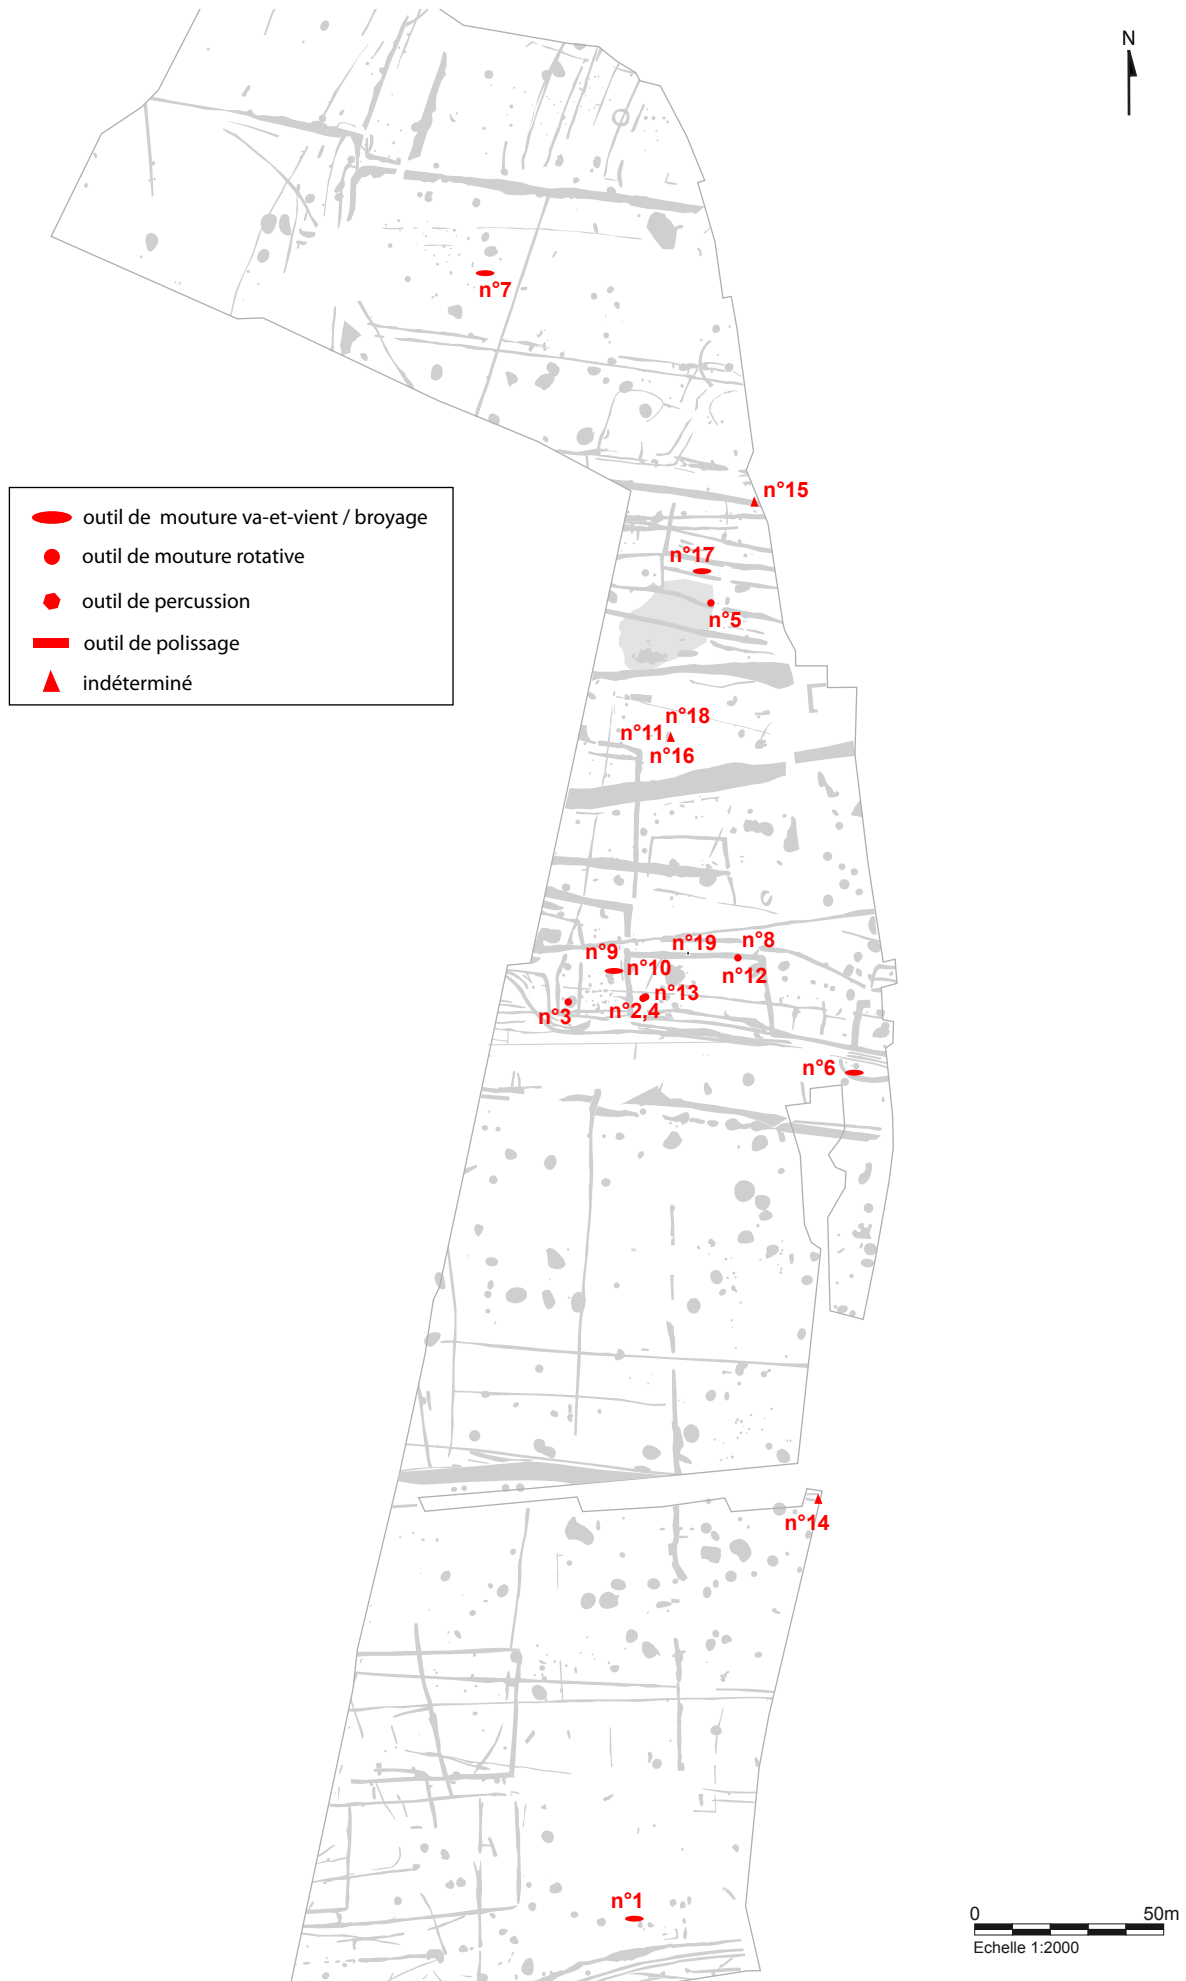 N
n°7
n°15
outil de mouture va-et-vient / broyage
outil de mouture rotative
outil de percussion
outil de polissage
indéterminé
n°17
n°5
n°18
n°11
n°16
n°8
n°19
n°9
n°10
n°12
n°13
n°2,4
n°3
n°6
n°14
n°1
0 50m
Echelle 1:2000